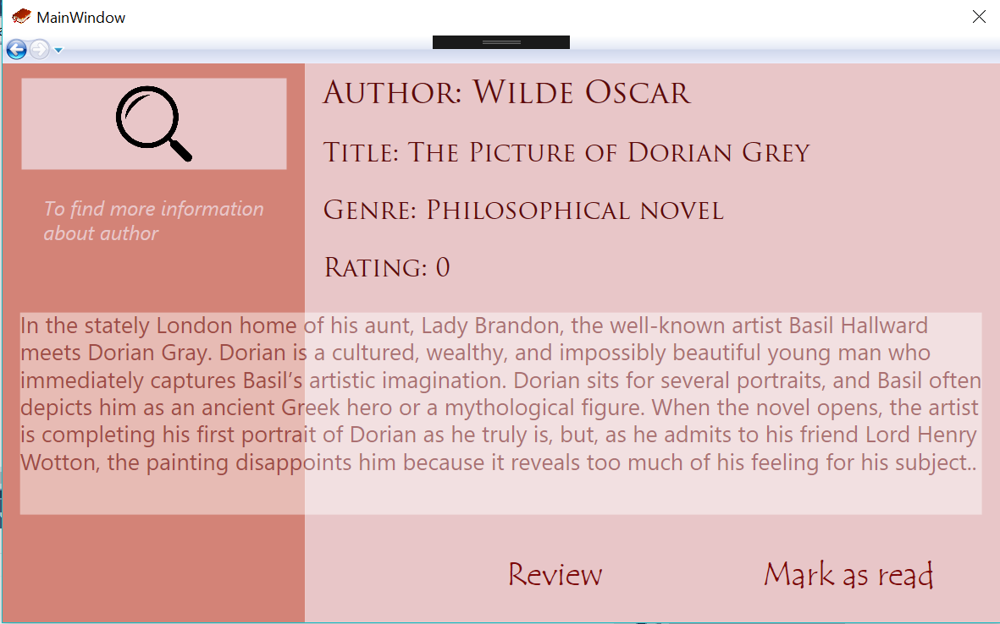 MainWindow
Author: Wilde Oscar
Title: The Picture of Dorian Grey
Genre: Philosophical novel
Rating: 0
To find more information
about author
In the stately London home of his aunt, Lady Brandon, the well-known artist Basil Hallward
meets Dorian Gray. Dorian is a cultured, wealthy, and impossibly beautiful young man who
immediately captures Basil’s artistic imagination. Dorian sits for several portraits, and Basil often
depicts him as an ancient Greek hero or a mythological figure. When the novel opens, the artist
is completing his first portrait of Dorian as he truly is, but, as he admits to his friend Lord Henry
Wotton, the painting disappoints him because it reveals too much of his feeling for his subject..
Review
Mark as read